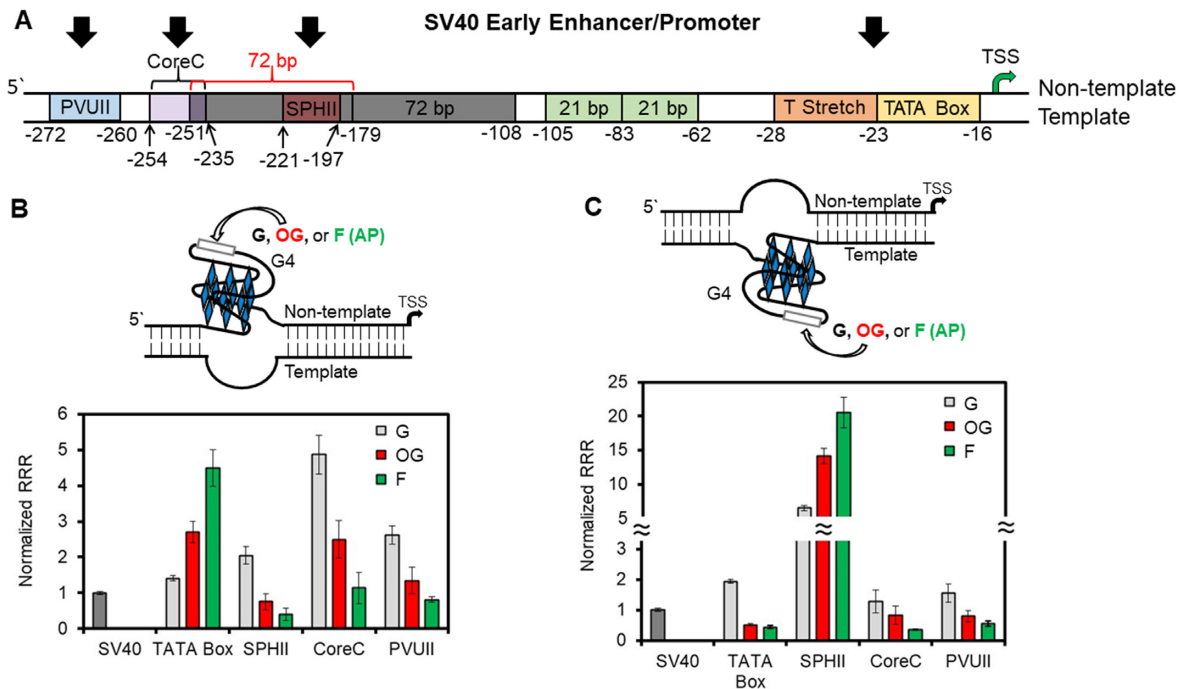 A
SV40 Early Enhancer/Promoter
CoreC
72 bp
TSS
5`
PVUII
SPHII
72 bp
21 bp
21 bp
T Stretch
TATA Box
Non-template
Template
-272
-260
-251
-179
-108
-105
-83
-62
-28
-23
-16
-254
-235
-221
-197
B
G, OG, or F (AP)
G4
Non-template
TSS
5`
Template
Normalized RRR
6
5
4
3
2
1
0
G
OG
F
SV40
TATA Box
SPHII
CoreC
PVUII
C
5`
Non-template
TSS
Template
G4
G, OG, or F (AP)
Normalized RRR
25
20
15
10
5
≈
≈
≈
3
2
1
0
G
OG
F
SV40
TATA
Box
SPHII
CoreC
PVUII